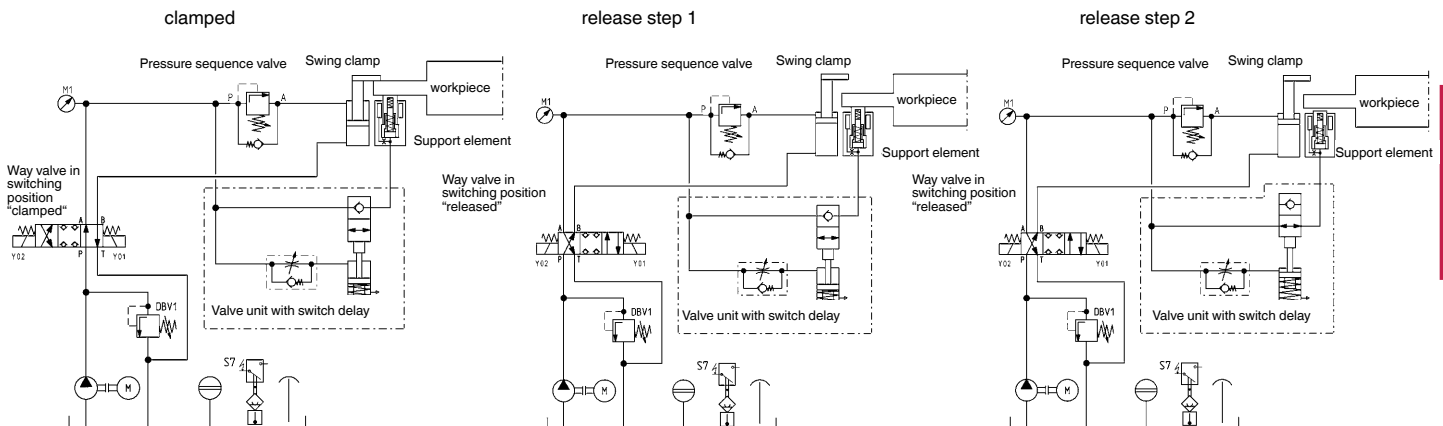 clamped
Pressure sequence valve
Swing clamp
M1
P
A
workpiece
Support element
Way valve in
switching
position
"clamped"
A
B
Y02
P
T
Y01
Valve unit with switch delay
DBV1
M
S7
release step 1
Pressure sequence valve
Swing clamp
M1
P
A
workpiece
Support element
Way valve in
switching position
"released"
A
B
Y02
P
T
Y01
Valve unit with switch delay
DBV1
M
S7
release step 2
Pressure sequence valve
Swing clamp
M1
P
A
workpiece
Support element
Way valve in
switching position
"released"
A
B
Y02
P
T
Y01
Valve unit with switch delay
DBV1
M
S7